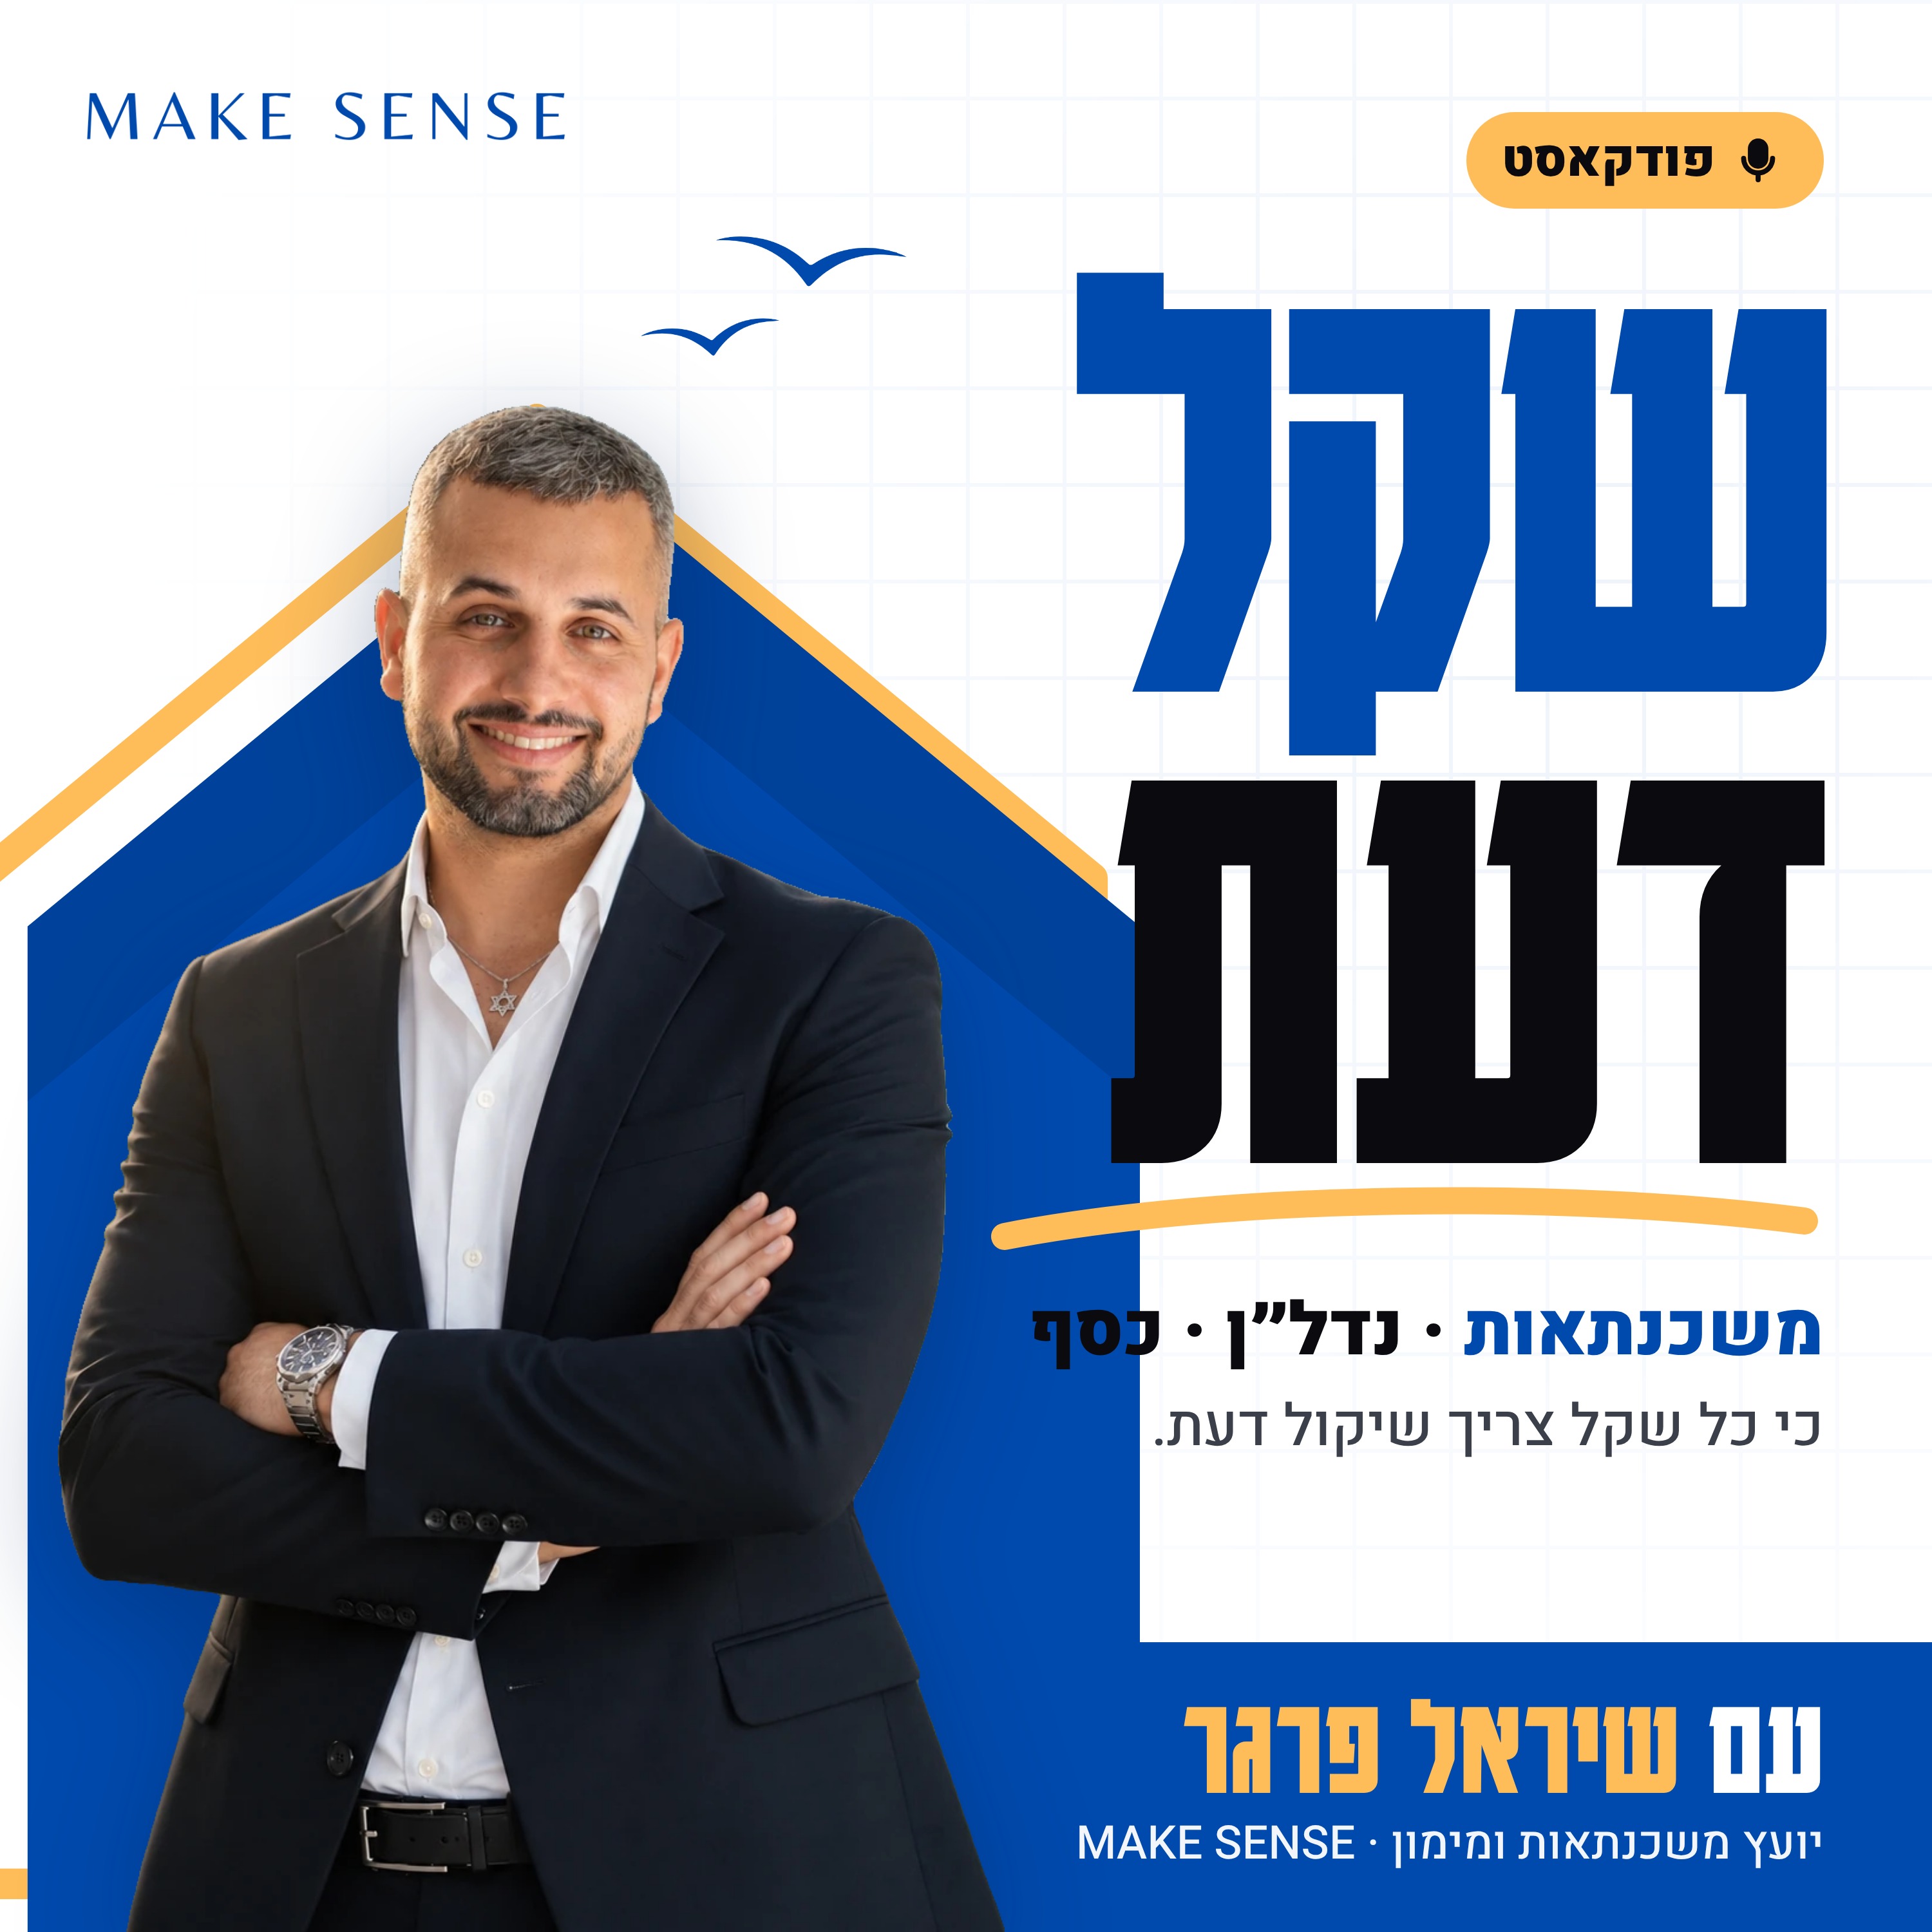 MAKE SENSE
פודקאסט
שקל
דעת
משכנתאות · נדל״ן · כסף
כי כל שקל צריך שיקול דעת.
עם שיראל פרגר
יועץ משכנתאות ומימון · MAKE SENSE